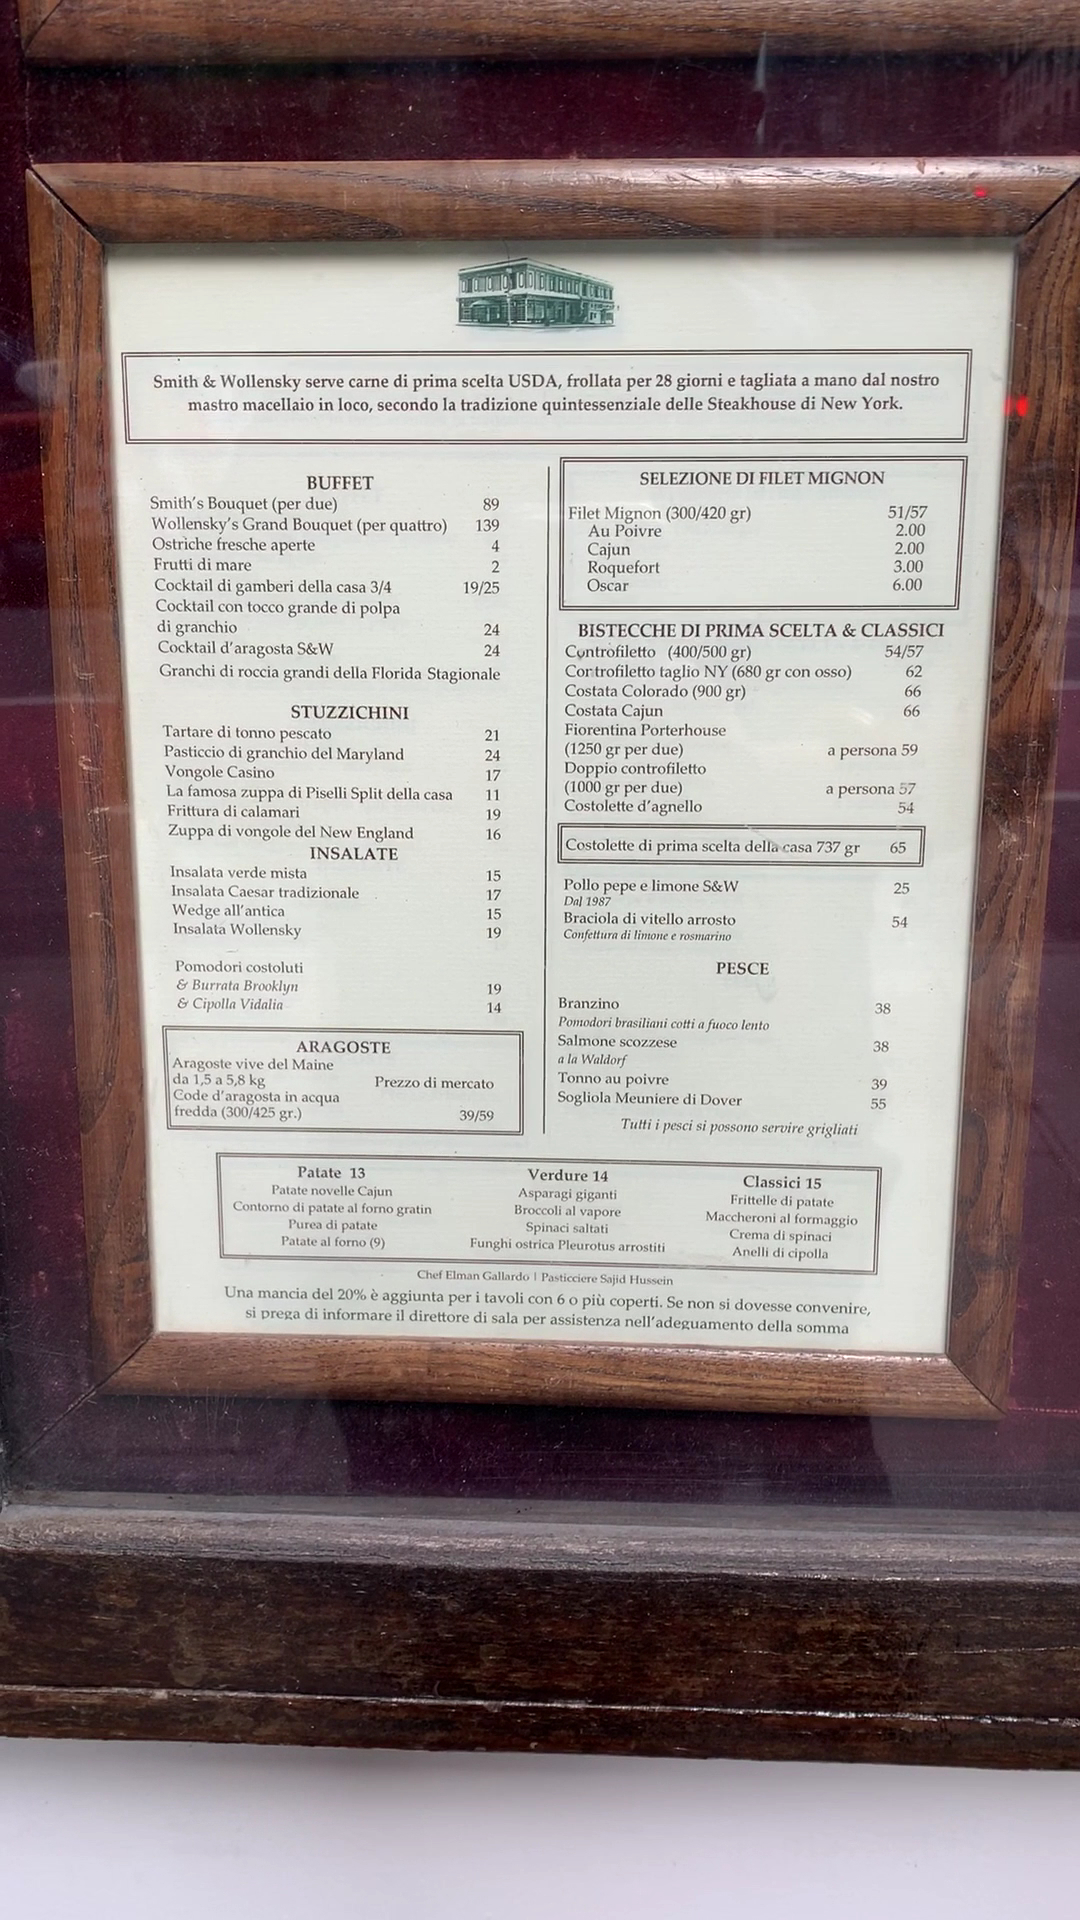 Smith & Wollensky serve carne di prima scelta USDA, frollata per 28 giorni e tagliata a mano dal nostro
mastro macellaio in loco, secondo la tradizione quintessenziale delle Steakhouse di New York.
BUFFET
Smith's Bouquet (per due) 89
Wollensky's Grand Bouquet (per quattro) 139
Ostriche fresche aperte 4
Frutti di mare 2
Cocktail di gamberi della casa 3/4 19/25
Cocktail con tocco grande di polpa
di granchio 24
Cocktail d'aragosta S&W 24
Granchi di roccia grandi della Florida Stagionale
STUZZICHINI
Tartare di tonno pescato 21
Pasticcio di granchio del Maryland 24
Vongole Casino 17
La famosa zuppa di Piselli Split della casa 11
Frittura di calamari 19
Zuppa di vongole del New England 16
INSALATE
Insalata verde mista 15
Insalata Caesar tradizionale 17
Wedge all'antica 15
Insalata Wollensky 19
Pomodori costoluti
& Burrata Brooklyn 19
& Cipolla Vidalia 14
ARAGOSTE
Aragoste vive del Maine
da 1,5 a 5,8 kg Prezzo di mercato
Code d'aragosta in acqua
fredda (300/425 gr.) 39/59
SELEZIONE DI FILET MIGNON
Filet Mignon (300/420 gr) 51/57
Au Poivre 2.00
Cajun 2.00
Roquefort 3.00
Oscar 6.00
BISTECCHE DI PRIMA SCELTA & CLASSICI
Controfiletto (400/500 gr) 54/57
Controfiletto taglio NY (680 gr con osso) 62
Costata Colorado (900 gr) 66
Costata Cajun 66
Fiorentina Porterhouse
(1250 gr per due) a persona 59
Doppio controfiletto
(1000 gr per due) a persona 57
Costolette d'agnello 54
Costolette di prima scelta della casa 737 gr 65
Pollo pepe e limone S&W 25
Dal 1987
Braciola di vitello arrosto 54
Confettura di limone e rosmarino
PESCE
Branzino 38
Pomodori brasiliani cotti a fuoco lento
Salmone scozzese 38
a la Waldorf
Tonno au poivre 39
Sogliola Meuniere di Dover 55
Tutti i pesci si possono servire grigliati
Patate 13
Patate novelle Cajun
Contorno di patate al forno gratin
Purea di patate
Patate al forno (9)
Verdure 14
Asparagi giganti
Broccoli al vapore
Spinaci saltati
Funghi ostrica Pleurotus arrostiti
Classici 15
Frittelle di patate
Maccheroni al formaggio
Crema di spinaci
Anelli di cipolla
Chef Elman Gallardo | Pasticciere Sajid Hussein
Una mancia del 20% è aggiunta per i tavoli con 6 o più coperti. Se non si dovesse convenire,
si prega di informare il direttore di sala per assistenza nell'adeguamento della somma